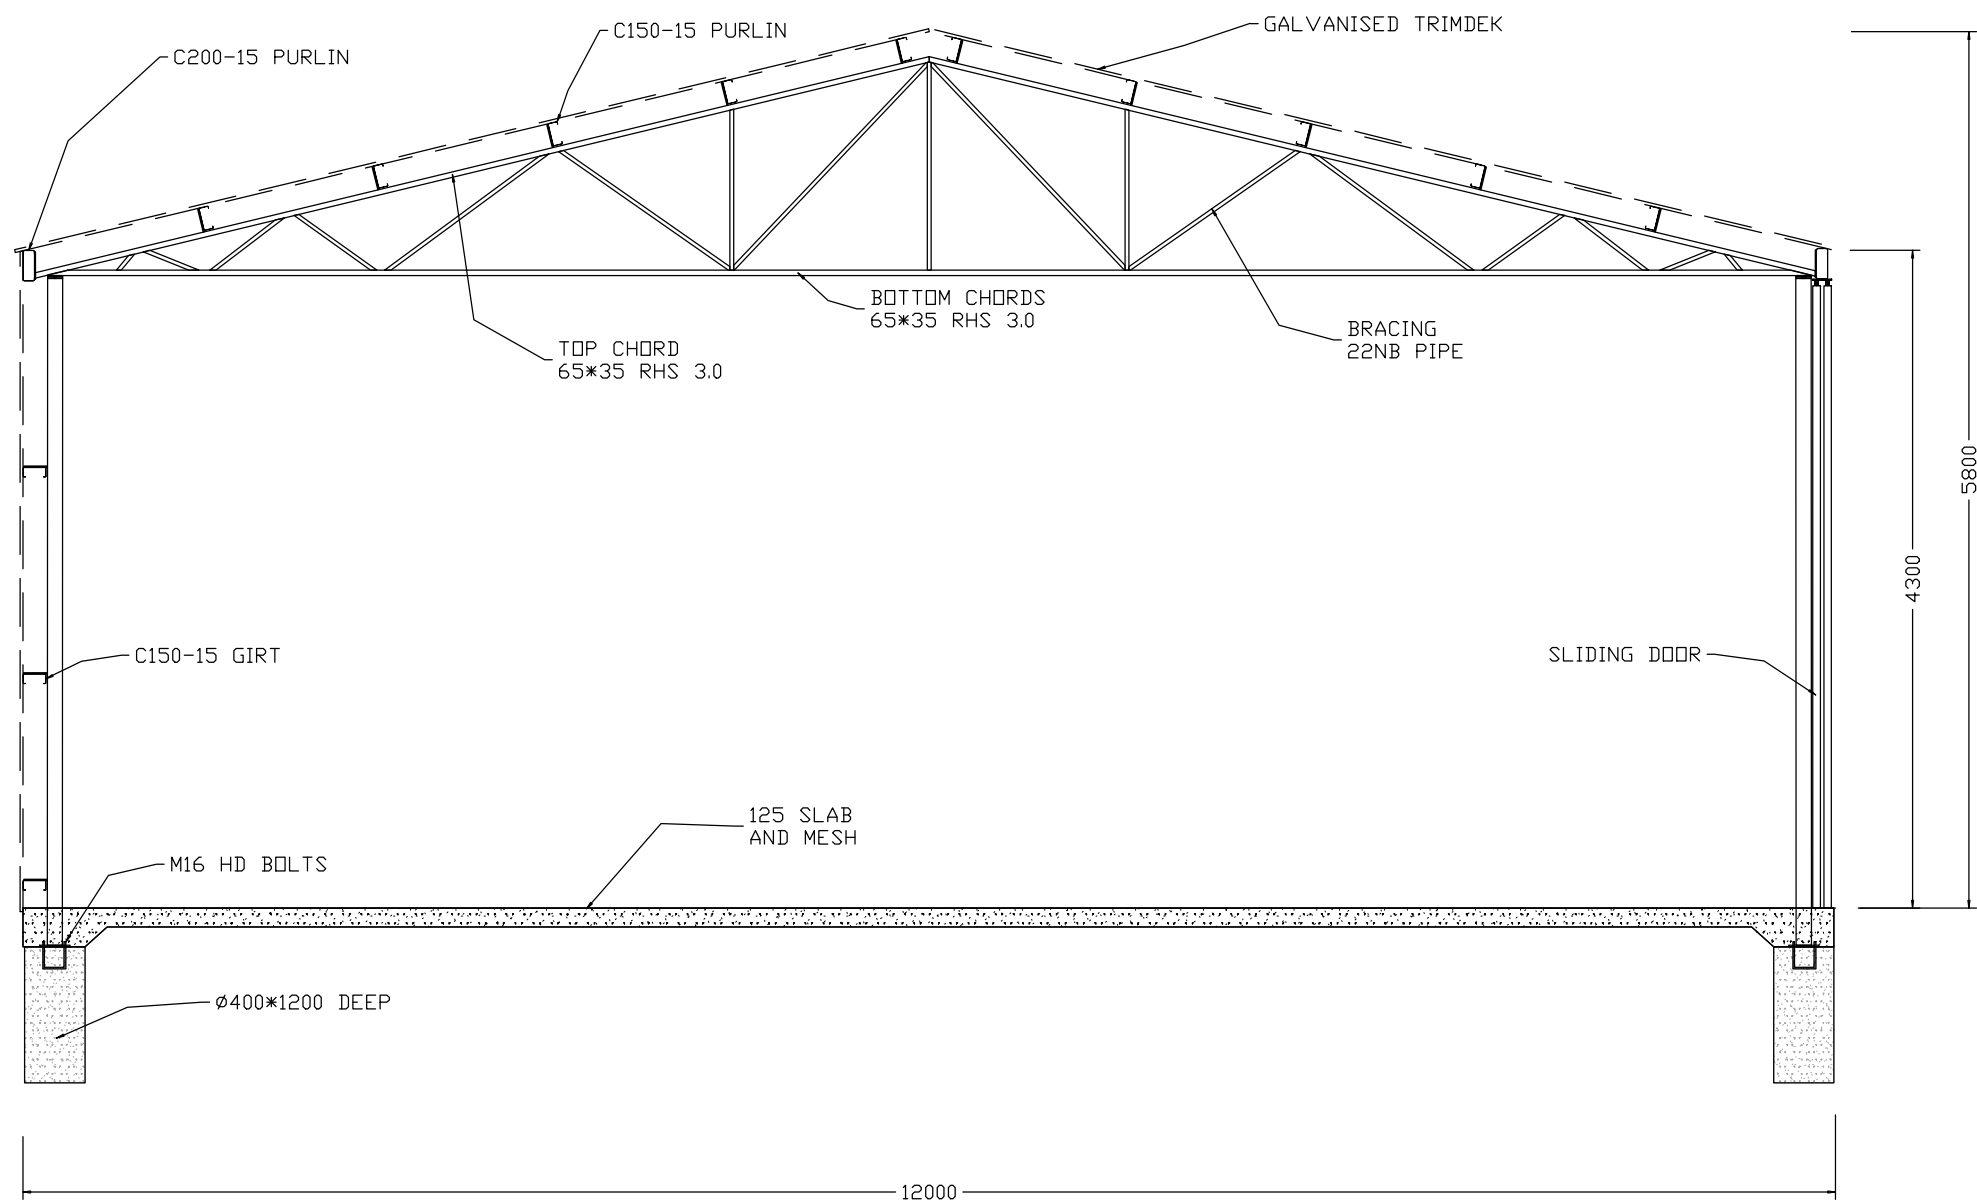 GALVANISED TRIMDEK
C150-15 PURLIN
C200-15 PURLIN
BOTTOM CHORDS
65*35 RHS 3.0
BRACING
22NB PIPE
TOP CHORD
65*35 RHS 3.0
5800
4300
C150-15 GIRT
SLIDING DOOR
125 SLAB
AND MESH
M16 HD BOLTS
Ø400*1200 DEEP
12000